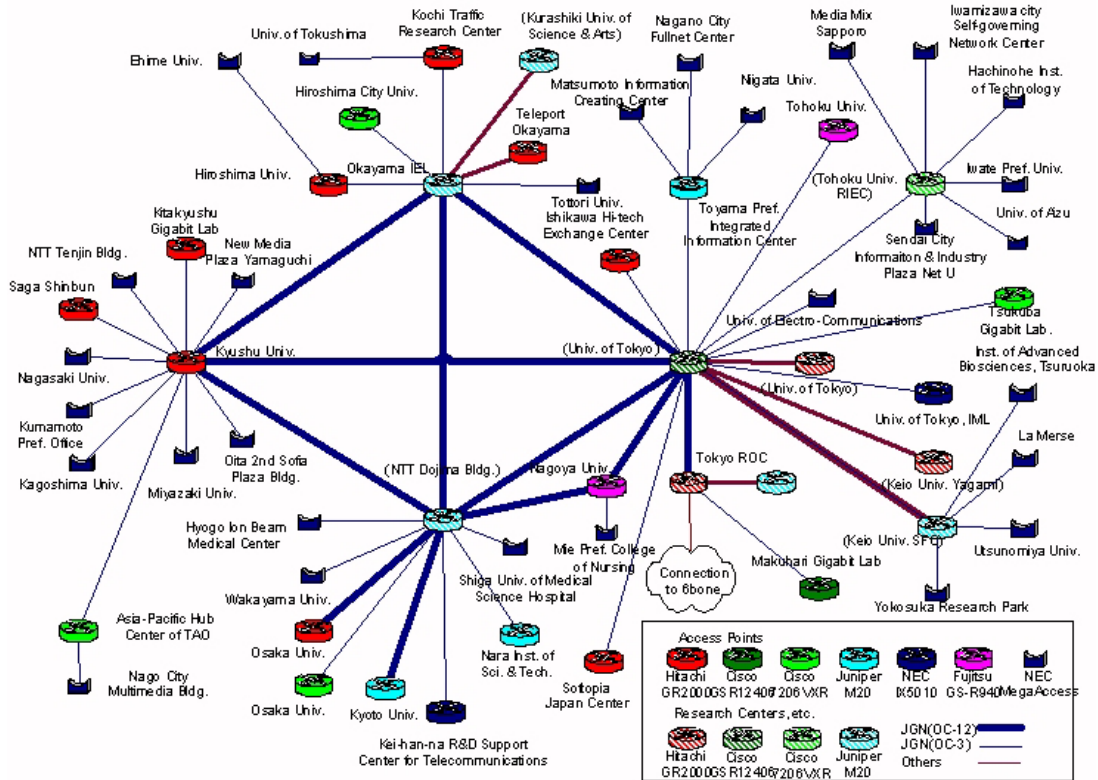 Kochi Traffic
Research Center
(Kurashiki Univ. of
Science & Arts)
Nagano City
Fullnet Center
Media Mix
Sapporo
Iwamizawa city
Self-governing
Network Center
Univ. of Tokushima
Ehime Univ.
Hiroshima City Univ.
Matsumoto Information
Creating Center
Niigata Univ.
Tohoku Univ.
Hachinohe Inst.
of Technology
Teleport
Okayama
Hiroshima Univ.
Okayama IEL
(Tohoku Univ.
RIEC)
Iwate Pref. Univ.
Kitakyushu
Gigabit Lab
Tottori Univ.
Ishikawa Hi-tech
Exchange Center
Toyama Pref.
Integrated
Information Center
Univ. of Aizu
Sendai City
Informaiton & Industry
Plaza Net U
New Media
Plaza Yamaguchi
NTT Tenjin Bldg.
Saga Shinbun
Univ. of Electro-Communications
Tsukuba
Gigabit Lab.
Kyushu Univ.
(Univ. of Tokyo)
Inst. of Advanced
Biosciences, Tsuruoka
Nagasaki Univ.
(Univ. of Tokyo)
Univ. of Tokyo, IML
Kumamoto
Pref. Office
La Merse
Oita 2nd Sofia
Plaza Bldg.
Kagoshima Univ.
Miyazaki Univ.
(NTT Dojima Bldg.)
Nagoya Univ.
Tokyo ROC
(Keio Univ. Yagami)
Hyogo Ion Beam
Medical Center
Mie Pref. College
of Nursing
(Keio Univ. SFC)
Utsunomiya Univ.
Makuhari Gigabit Lab
Connection
to 6bone
Wakayama Univ.
Shiga Univ. of Medical
Science Hospital
Yokosuka Research Park
Asia-Pacific Hub
Center of TAO
Osaka Univ.
Nara Inst. of
Sci. & Tech.
Nago City
Multimedia Bldg.
Osaka Univ.
Kyoto Univ.
Softopia
Japan Center
Kei-han-na R&D Support
Center for Telecommunications
Access Points
Hitachi
GR2000
Cisco
GSR12406
Cisco
7206VXR
Juniper
M20
NEC
IX5010
Fujitsu
GS-R940
NEC
MegaAccess
Research Centers, etc.
Hitachi
GR2000
Cisco
GSR12406
Cisco
7206VXR
Juniper
M20
JGN(OC-12)
JGN(OC-3)
Others